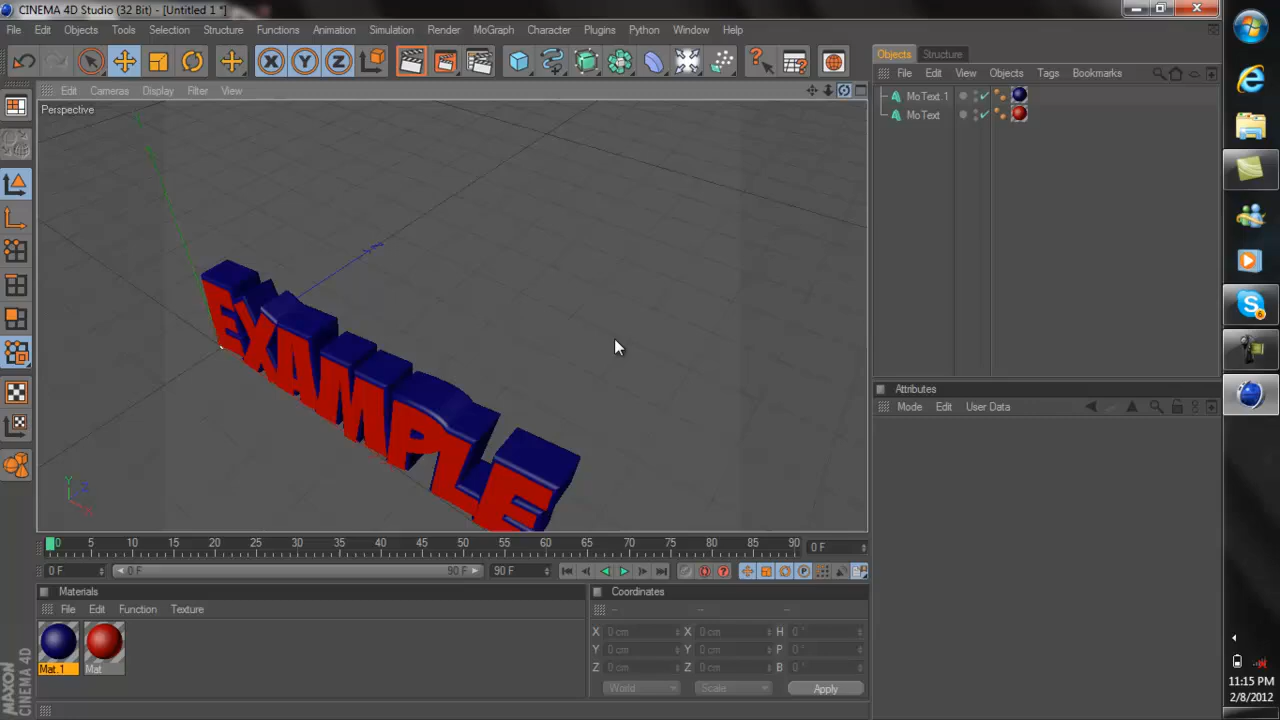 CINEMA 4D Studio (32 Bit) - [Untitled 1 *]
File Edit Objects Tools Selection Structure Functions Animation Simulation Render MoGraph Character Plugins Python Window Help
X Y Z
Objects Structure
File Edit View Objects Tags Bookmarks
Edit Cameras Display Filter View
Perspective
MoText.1
MoText
EXAMPLE
Y Z X
Attributes
Mode Edit User Data
0 5 10 15 20 25 30 35 40 45 50 55 60 65 70 75 80 85 90
0 F
0 F 0 F 90 F 90 F
Materials
File Edit Function Texture
Mat.1 Mat
Coordinates
-- -- --
X 0 cm X 0 cm H 0 °
Y 0 cm Y 0 cm P 0 °
Z 0 cm Z 0 cm B 0 °
World Scale Apply
MAXON
CINEMA 4D
11:15 PM
2/8/2012